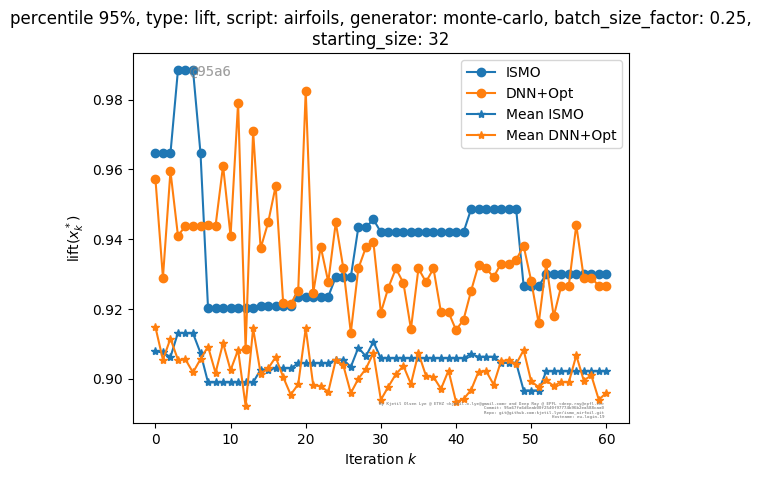 percentile 95%, type: lift, script: airfoils, generator: monte-carlo, batch_size_factor: 0.25,
starting_size: 32
95a6
ISMO
DNN+Opt
Mean ISMO
Mean DNN+Opt
0.98
0.96
0.94
0.92
0.90
lift(x_k^*)
0 10 20 30 40 50 60
Iteration k